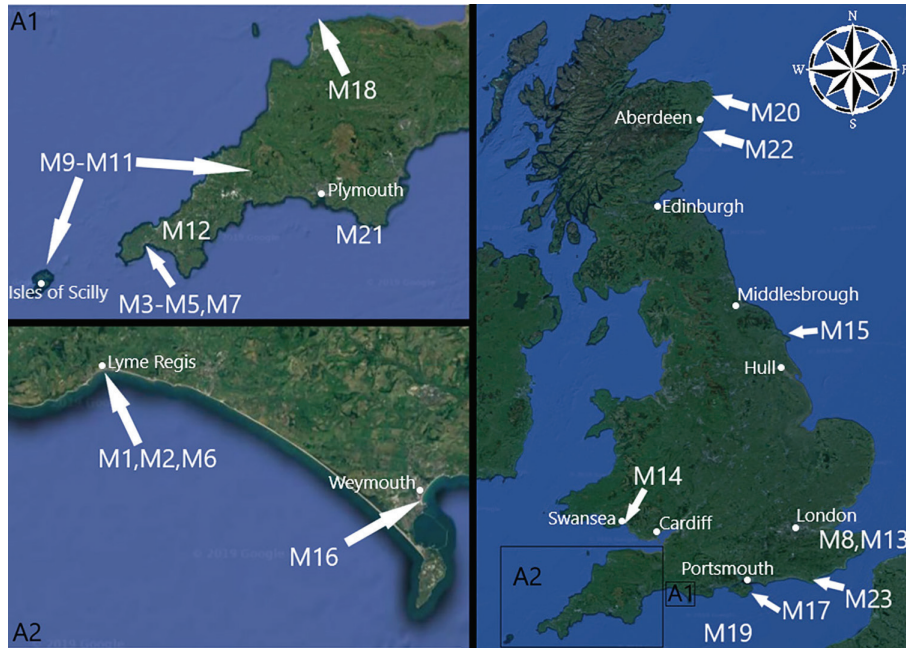 A1
M18
M9-M11
Plymouth
M12
M21
Isles of Scilly
M3-M5,M7
Lyme Regis
M1,M2,M6
Weymouth
M16
A2
N
W
E
S
M20
Aberdeen
M22
Edinburgh
Middlesbrough
M15
Hull
M14
Swansea
Cardiff
London
M8,M13
A2
Portsmouth
A1
M23
M17
M19